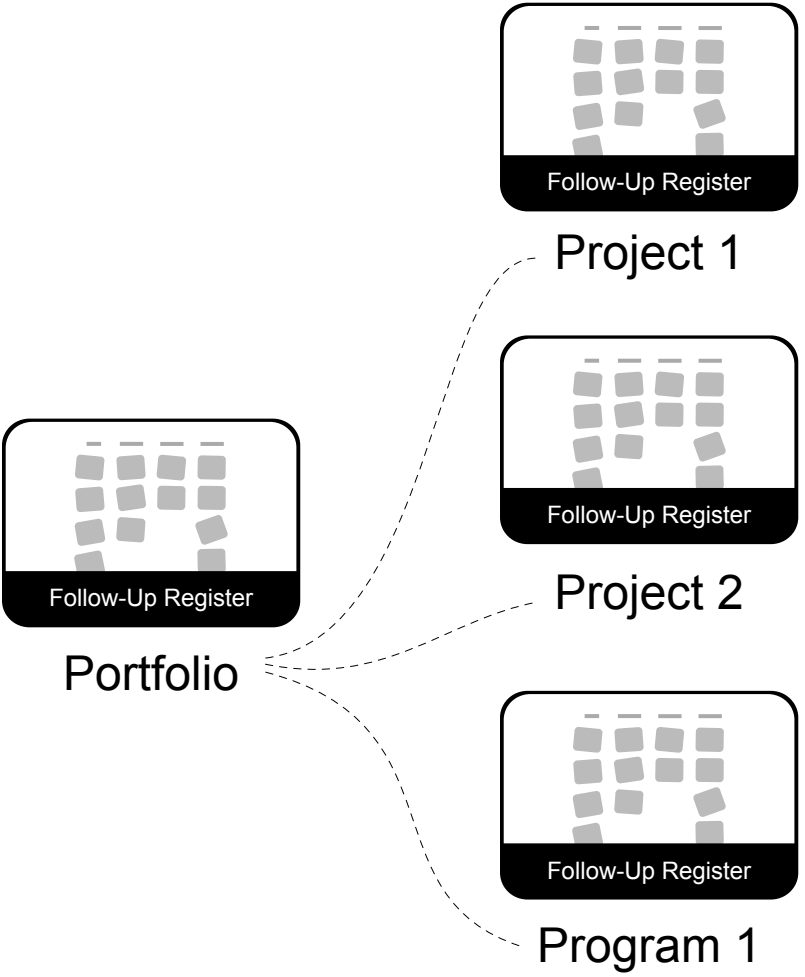 Follow-Up Register
Project 1
Follow-Up Register
Project 2
Follow-Up Register
Portfolio
Follow-Up Register
Program 1